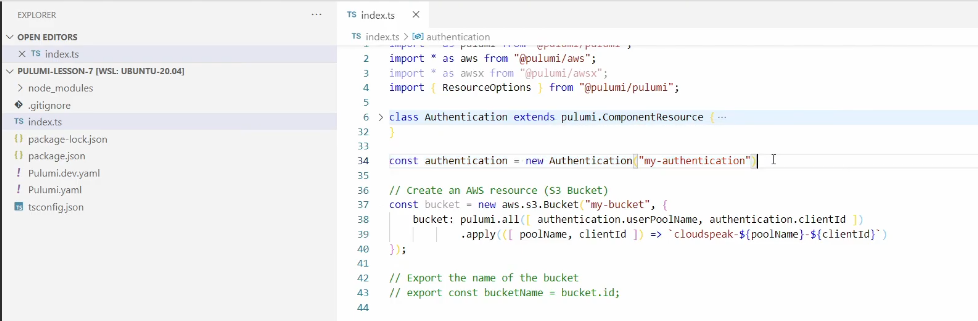 EXPLORER
···
TS index.ts ×
OPEN EDITORS
× TS index.ts
PULUMI-LESSON-7 [WSL: UBUNTU-20.04]
> node_modules
.gitignore
TS index.ts
{} package-lock.json
{} package.json
! Pulumi.dev.yaml
! Pulumi.yaml
tsconfig.json
TS index.ts > authentication
1 import * as pulumi from "@pulumi/pulumi";
2 import * as aws from "@pulumi/aws";
3 import * as awsx from "@pulumi/awsx";
4 import { ResourceOptions } from "@pulumi/pulumi";
5
6 > class Authentication extends pulumi.ComponentResource { ···
32 }
33
34 const authentication = new Authentication("my-authentication")
35
36 // Create an AWS resource (S3 Bucket)
37 const bucket = new aws.s3.Bucket("my-bucket", {
38 bucket: pulumi.all([ authentication.userPoolName, authentication.clientId ])
39 .apply(([ poolName, clientId ]) => `cloudspeak-${poolName}-${clientId}`)
40 });
41
42 // Export the name of the bucket
43 // export const bucketName = bucket.id;
44